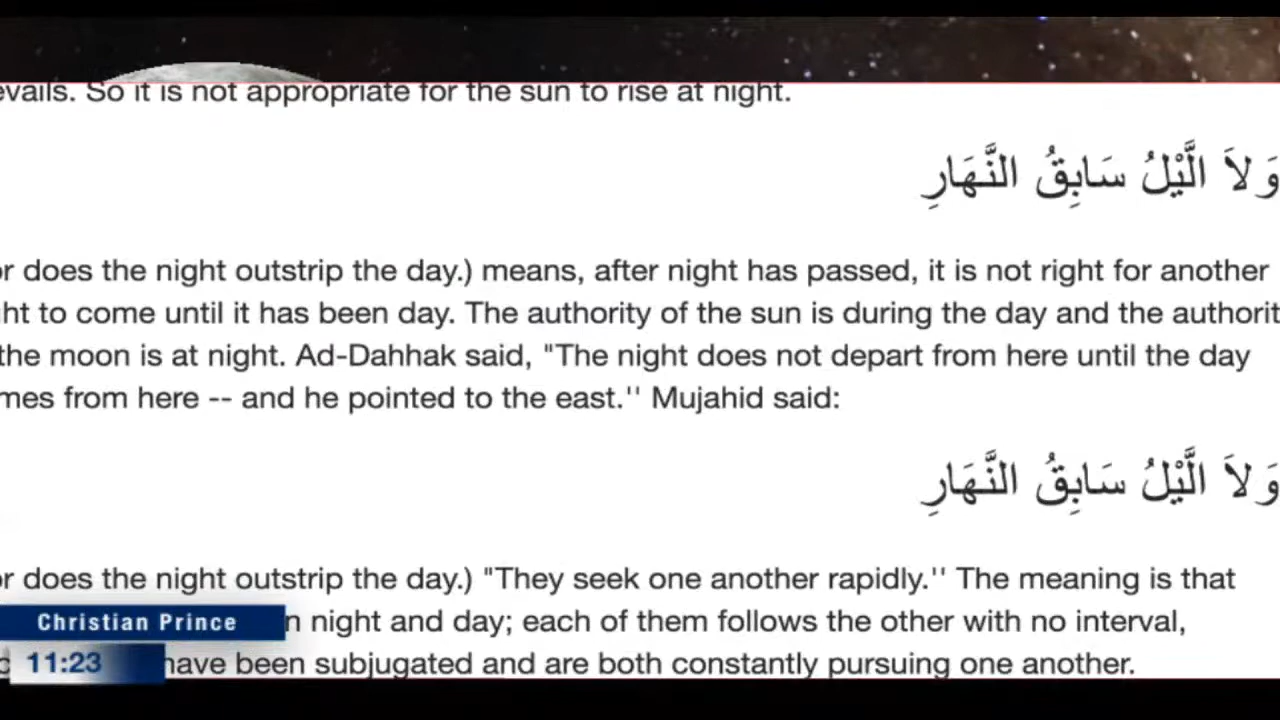 evails. So it is not appropriate for the sun to rise at night.
وَلاَ الَّيْلُ سَابِقُ النَّهَارِ
or does the night outstrip the day.) means, after night has passed, it is not right for another
ht to come until it has been day. The authority of the sun is during the day and the authorit
the moon is at night. Ad-Dahhak said, "The night does not depart from here until the day
mes from here -- and he pointed to the east.'' Mujahid said:
وَلاَ الَّيْلُ سَابِقُ النَّهَارِ
or does the night outstrip the day.) "They seek one another rapidly.'' The meaning is that
Christian Prince
n night and day; each of them follows the other with no interval,
11:23
have been subjugated and are both constantly pursuing one another.